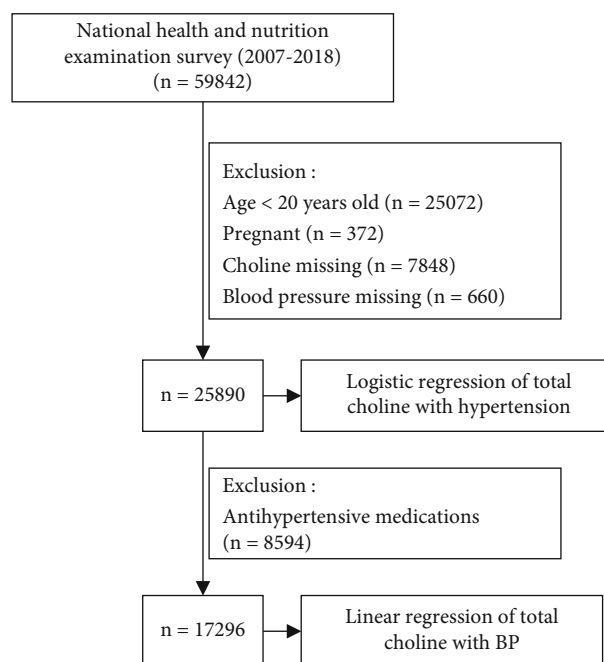 National health and nutrition
examination survey (2007-2018)
(n = 59842)
Exclusion :
Age < 20 years old (n = 25072)
Pregnant (n = 372)
Choline missing (n = 7848)
Blood pressure missing (n = 660)
n = 25890
Logistic regression of total
choline with hypertension
Exclusion :
Antihypertensive medications
(n = 8594)
n = 17296
Linear regression of total
choline with BP